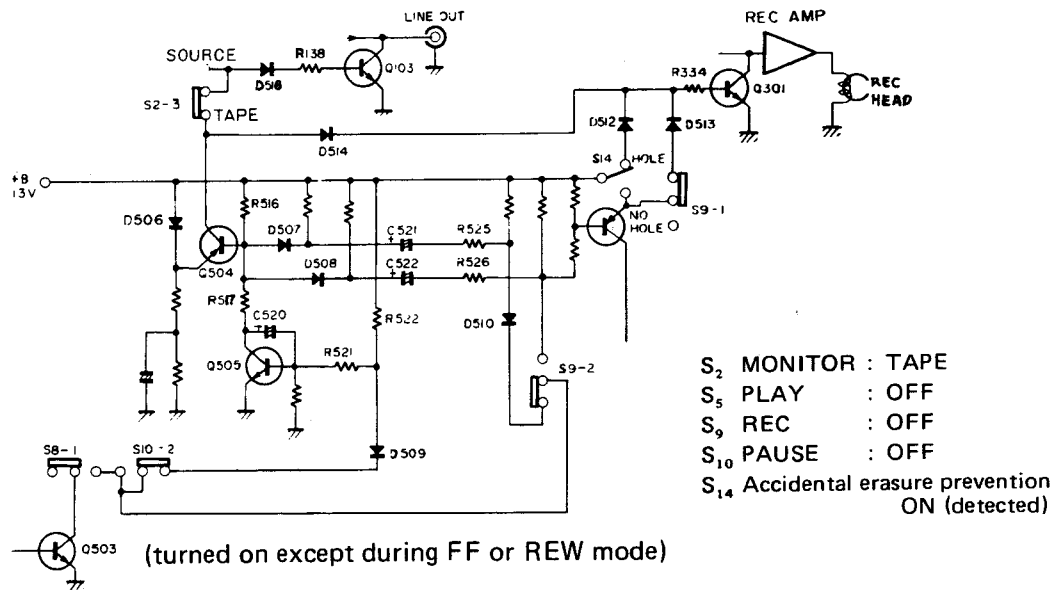 LINE OUT
REC AMP
SOURCE
R138
D516
Q103
R334
Q301
REC
HEAD
S2-3
TAPE
D514
D512
D513
S14
HOLE
+B
13V
NO
HOLE
S9-1
D506
R516
D507
C521
R525
Q504
D508
C522
R526
R517
C520
R522
D510
Q505
R521
S9-2
D509
S8-1
S10-2
Q503
(turned on except during FF or REW mode)
S₂ MONITOR : TAPE
S₅ PLAY : OFF
S₉ REC : OFF
S₁₀ PAUSE : OFF
S₁₄ Accidental erasure prevention
ON (detected)